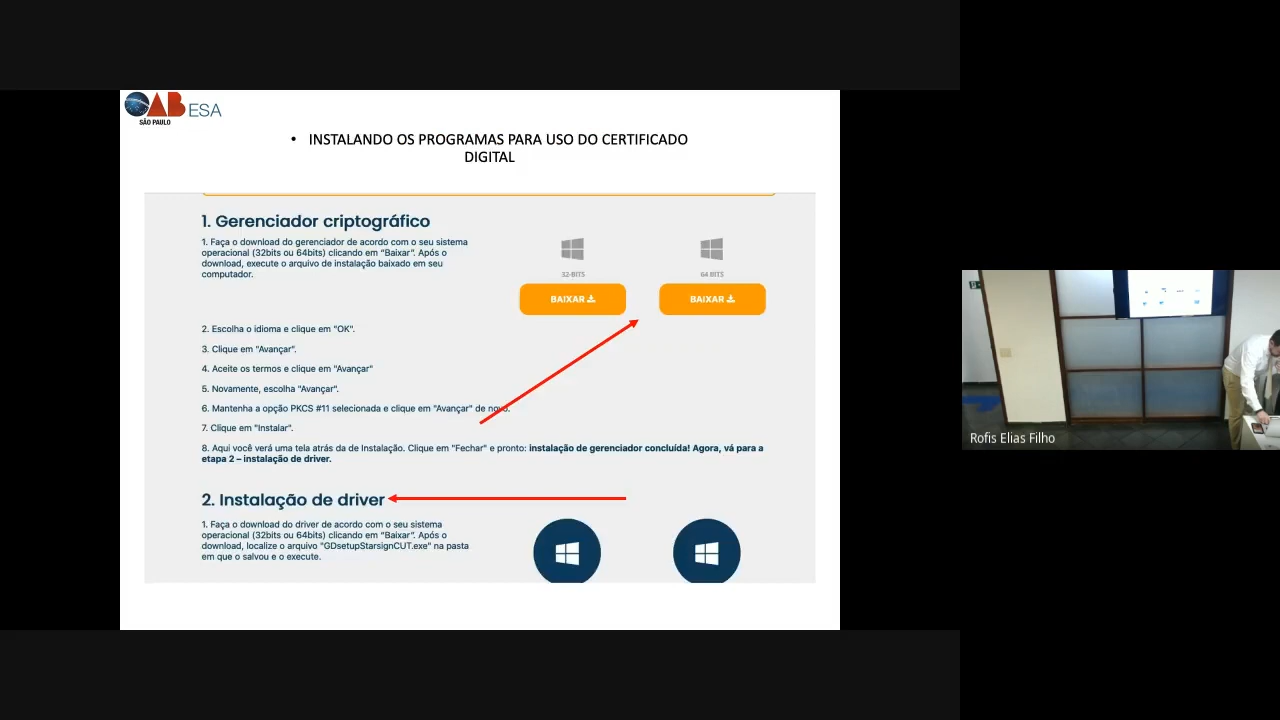 OAB ESA
SÃO PAULO
• INSTALANDO OS PROGRAMAS PARA USO DO CERTIFICADO
DIGITAL
1. Gerenciador criptográfico
1. Faça o download do gerenciador de acordo com o seu sistema
operacional (32bits ou 64bits) clicando em "Baixar". Após o
download, execute o arquivo de instalação baixado em seu
computador.
32-BITS
64 BITS
BAIXAR
BAIXAR
2. Escolha o idioma e clique em "OK".
3. Clique em "Avançar".
4. Aceite os termos e clique em "Avançar"
5. Novamente, escolha "Avançar".
6. Mantenha a opção PKCS #11 selecionada e clique em "Avançar" de novo.
7. Clique em "Instalar".
8. Aqui você verá uma tela atrás da de Instalação. Clique em "Fechar" e pronto: instalação de gerenciador concluída! Agora, vá para a
etapa 2 – instalação de driver.
2. Instalação de driver
1. Faça o download do driver de acordo com o seu sistema
operacional (32bits ou 64bits) clicando em "Baixar". Após o
download, localize o arquivo "GDsetupStarsignCUT.exe" na pasta
em que o salvou e o execute.
Rofis Elias Filho